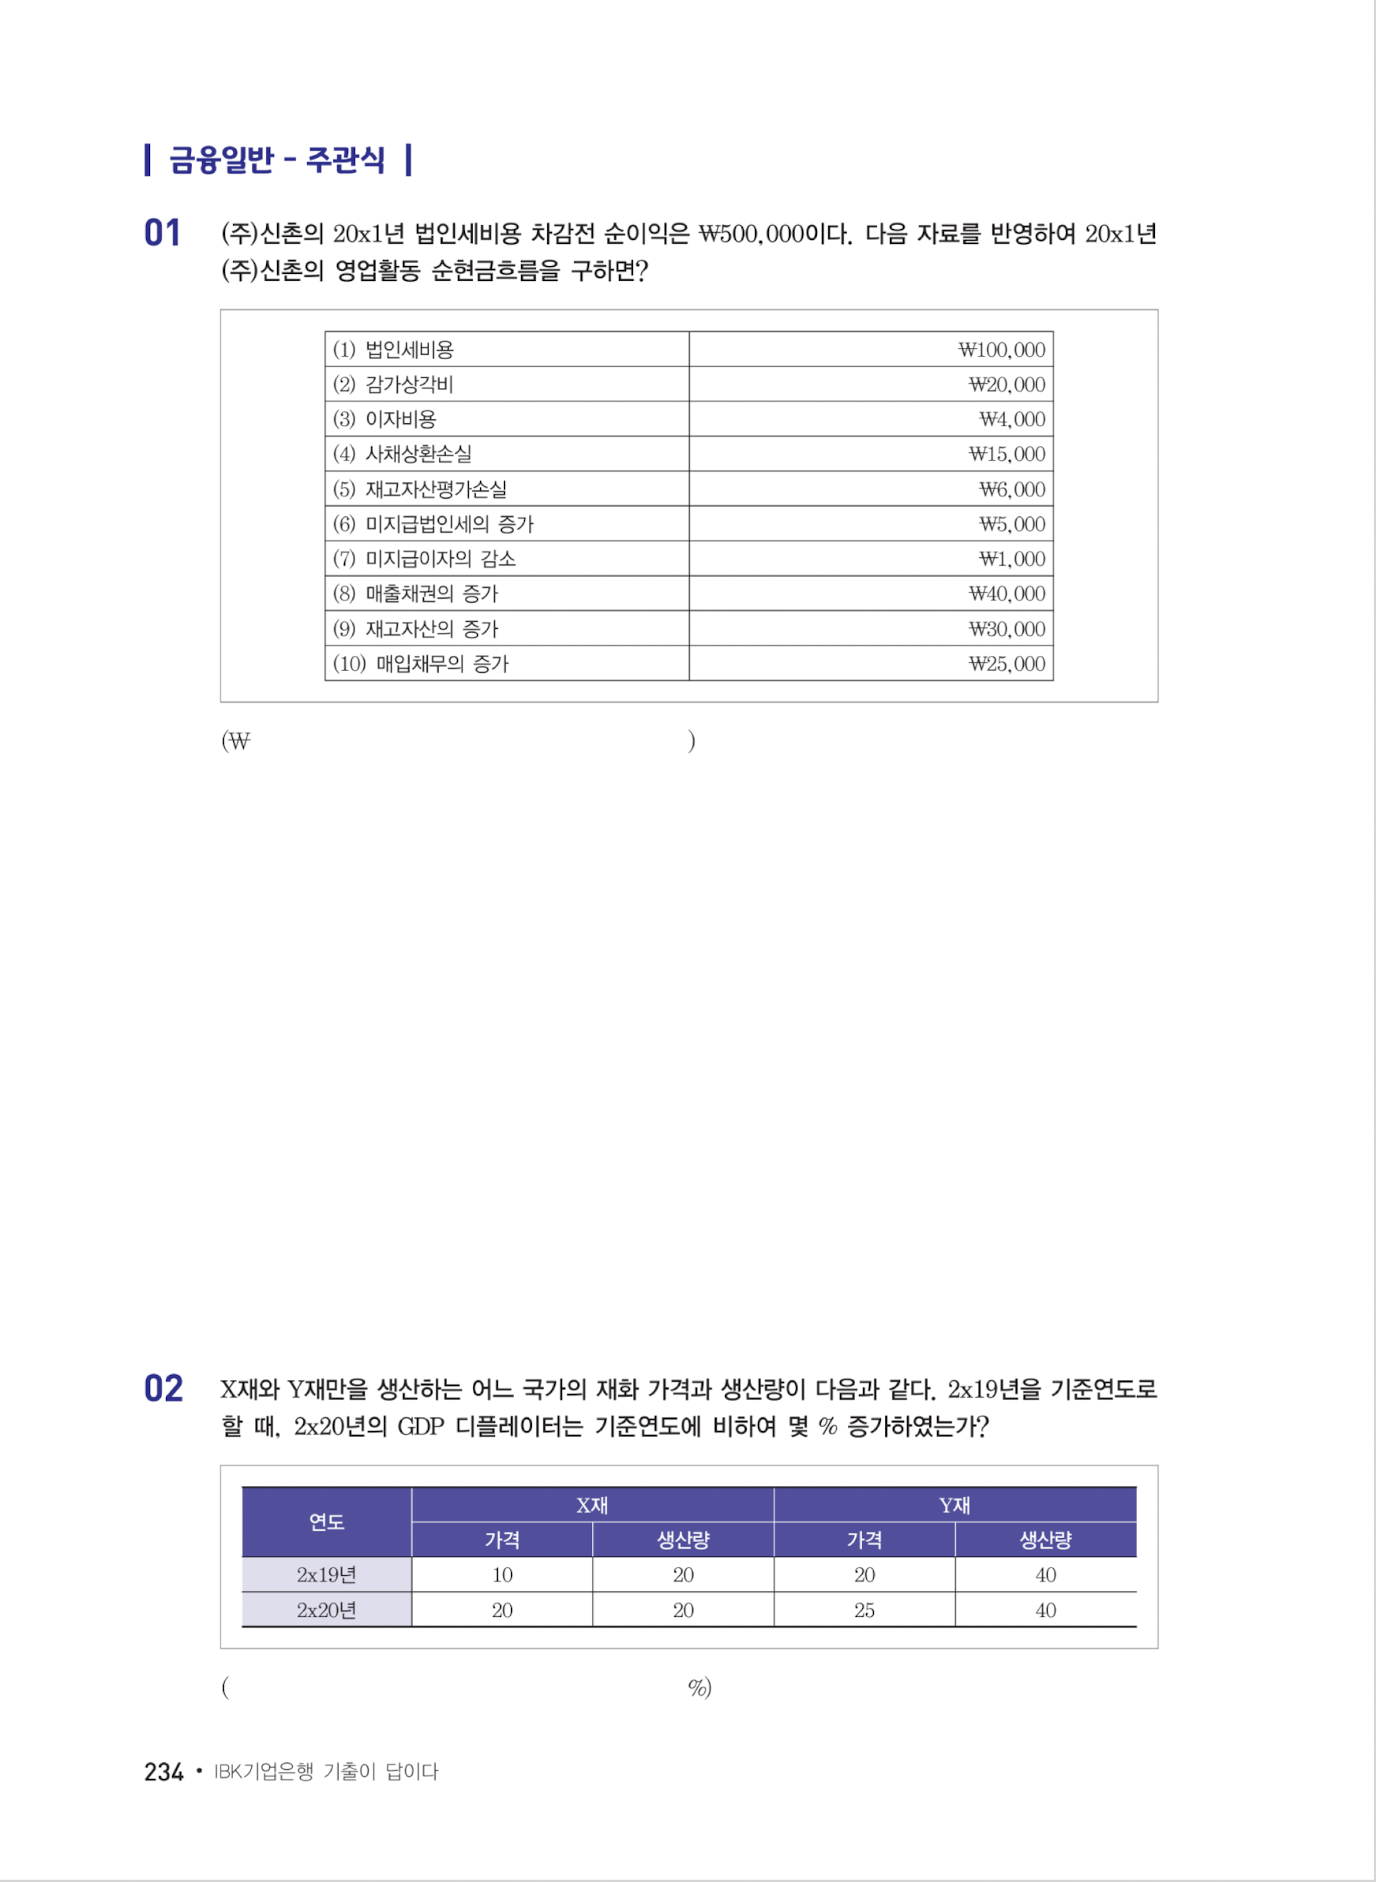 금융일반 - 주관식
01 (주)신촌의 20x1년 법인세비용 차감전 순이익은 ₩500,000이다. 다음 자료를 반영하여 20x1년
(주)신촌의 영업활동 순현금흐름을 구하면?
(1) 법인세비용 ₩100,000
(2) 감가상각비 ₩20,000
(3) 이자비용 ₩4,000
(4) 사채상환손실 ₩15,000
(5) 재고자산평가손실 ₩6,000
(6) 미지급법인세의 증가 ₩5,000
(7) 미지급이자의 감소 ₩1,000
(8) 매출채권의 증가 ₩40,000
(9) 재고자산의 증가 ₩30,000
(10) 매입채무의 증가 ₩25,000
(₩ )
02 X재와 Y재만을 생산하는 어느 국가의 재화 가격과 생산량이 다음과 같다. 2x19년을 기준연도로
할 때, 2x20년의 GDP 디플레이터는 기준연도에 비하여 몇 % 증가하였는가?
연도 X재 Y재
가격 생산량 가격 생산량
2x19년 10 20 20 40
2x20년 20 20 25 40
( %)
234 • IBK기업은행 기출이 답이다